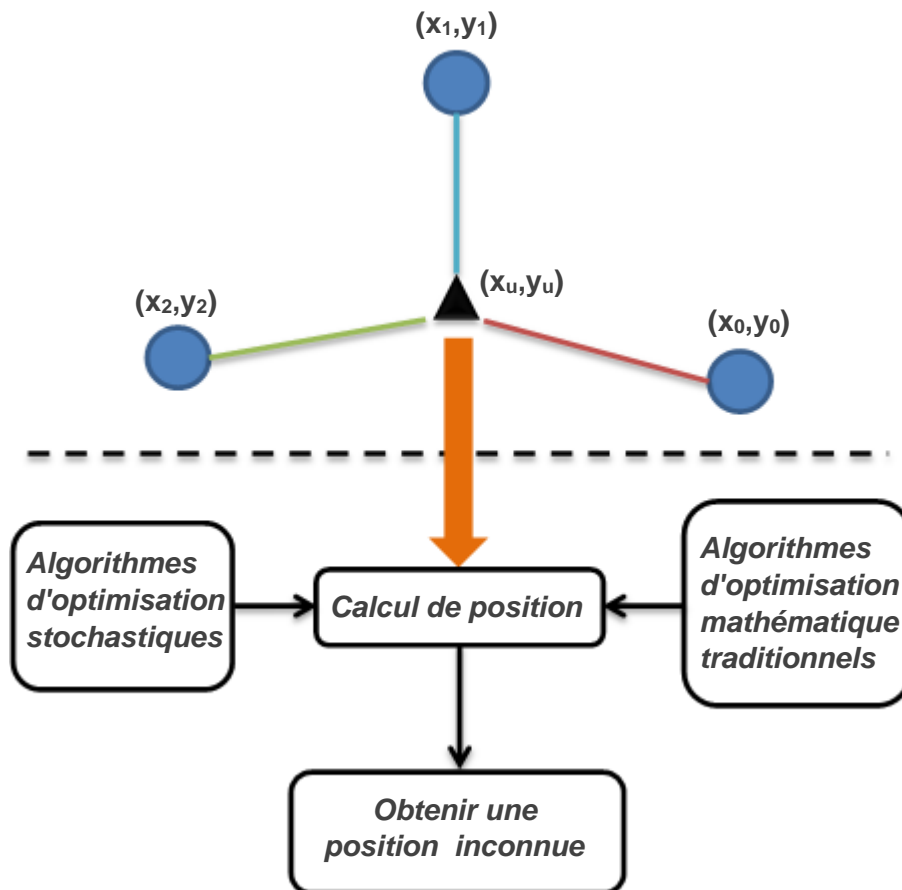 (x₁,y₁)
(xᵤ,yᵤ)
(x₂,y₂)
(x₀,y₀)
Algorithmes
d'optimisation
stochastiques
Calcul de position
Algorithmes
d'optimisation
mathématique
traditionnels
Obtenir une
position inconnue